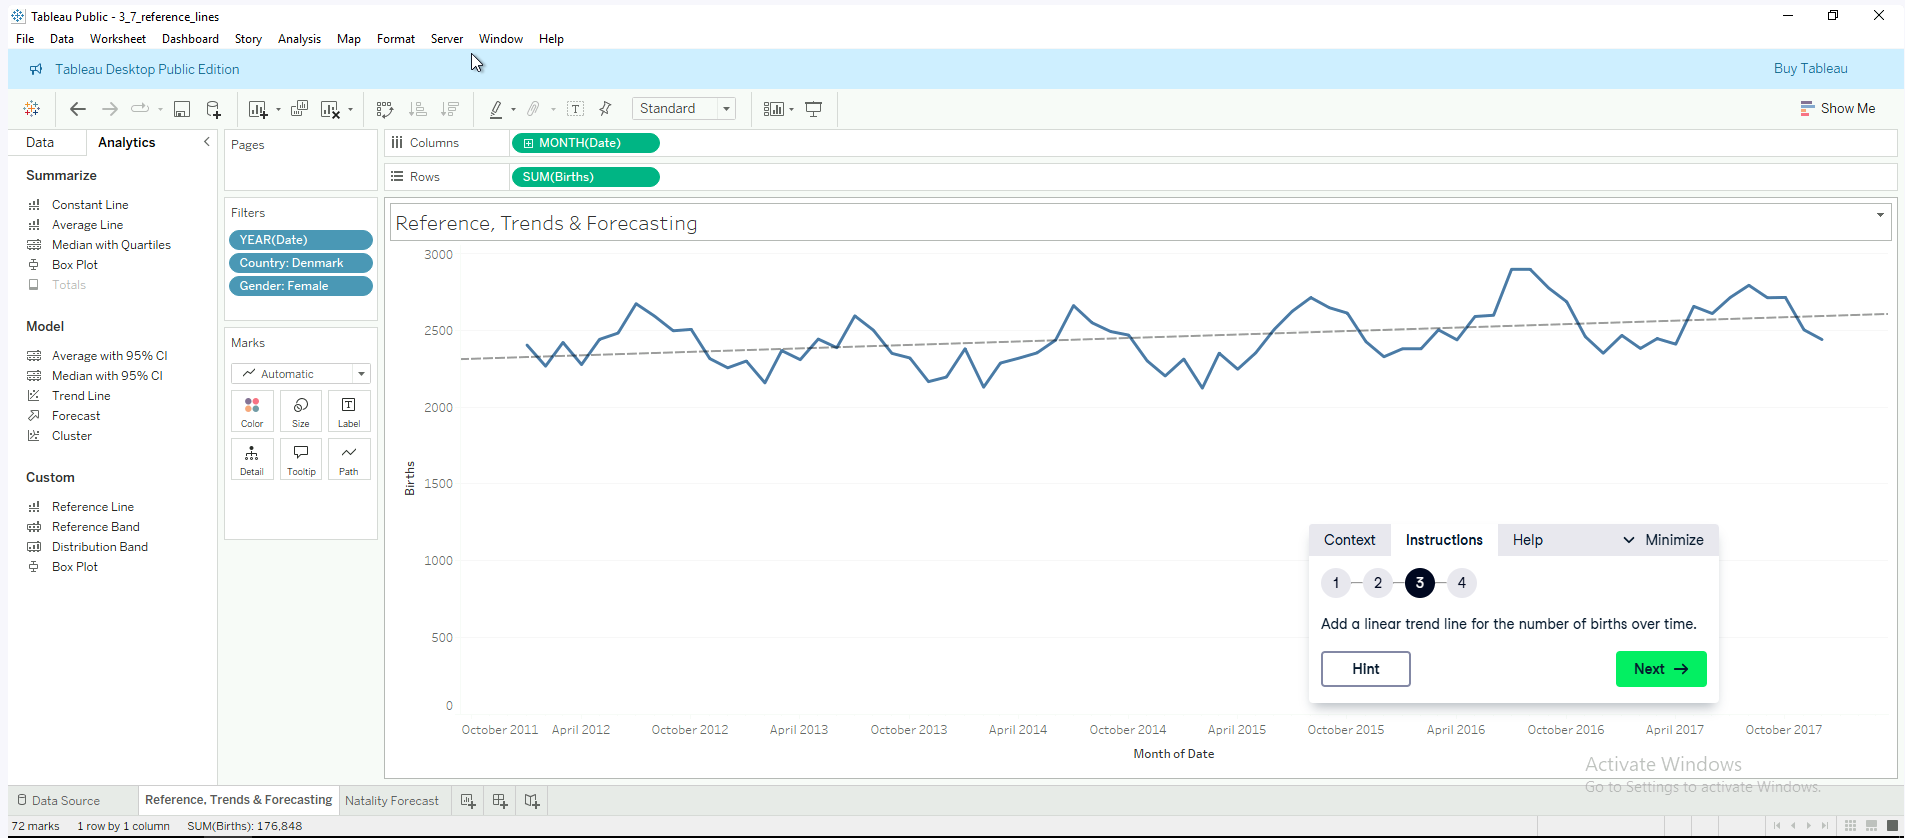 Tableau Public - 3_7_reference_lines
File Data Worksheet Dashboard Story Analysis Map Format Server Window Help
Tableau Desktop Public Edition Buy Tableau
Standard Show Me
Data Analytics
Summarize
Constant Line
Average Line
Median with Quartiles
Box Plot
Totals
Model
Average with 95% CI
Median with 95% CI
Trend Line
Forecast
Cluster
Custom
Reference Line
Reference Band
Distribution Band
Box Plot
Pages
Filters
YEAR(Date)
Country: Denmark
Gender: Female
Marks
Automatic
Color Size Label
Detail Tooltip Path
Columns MONTH(Date)
Rows SUM(Births)
Reference, Trends & Forecasting
3000
2500
2000
1500
1000
500
0
Births
October 2011 April 2012 October 2012 April 2013 October 2013 April 2014 October 2014 April 2015 October 2015 April 2016 October 2016 April 2017 October 2017
Month of Date
Context Instructions Help Minimize
1 2 3 4
Add a linear trend line for the number of births over time.
Hint Next
Activate Windows
Go to Settings to activate Windows.
Data Source Reference, Trends & Forecasting Natality Forecast
72 marks 1 row by 1 column SUM(Births): 176,848